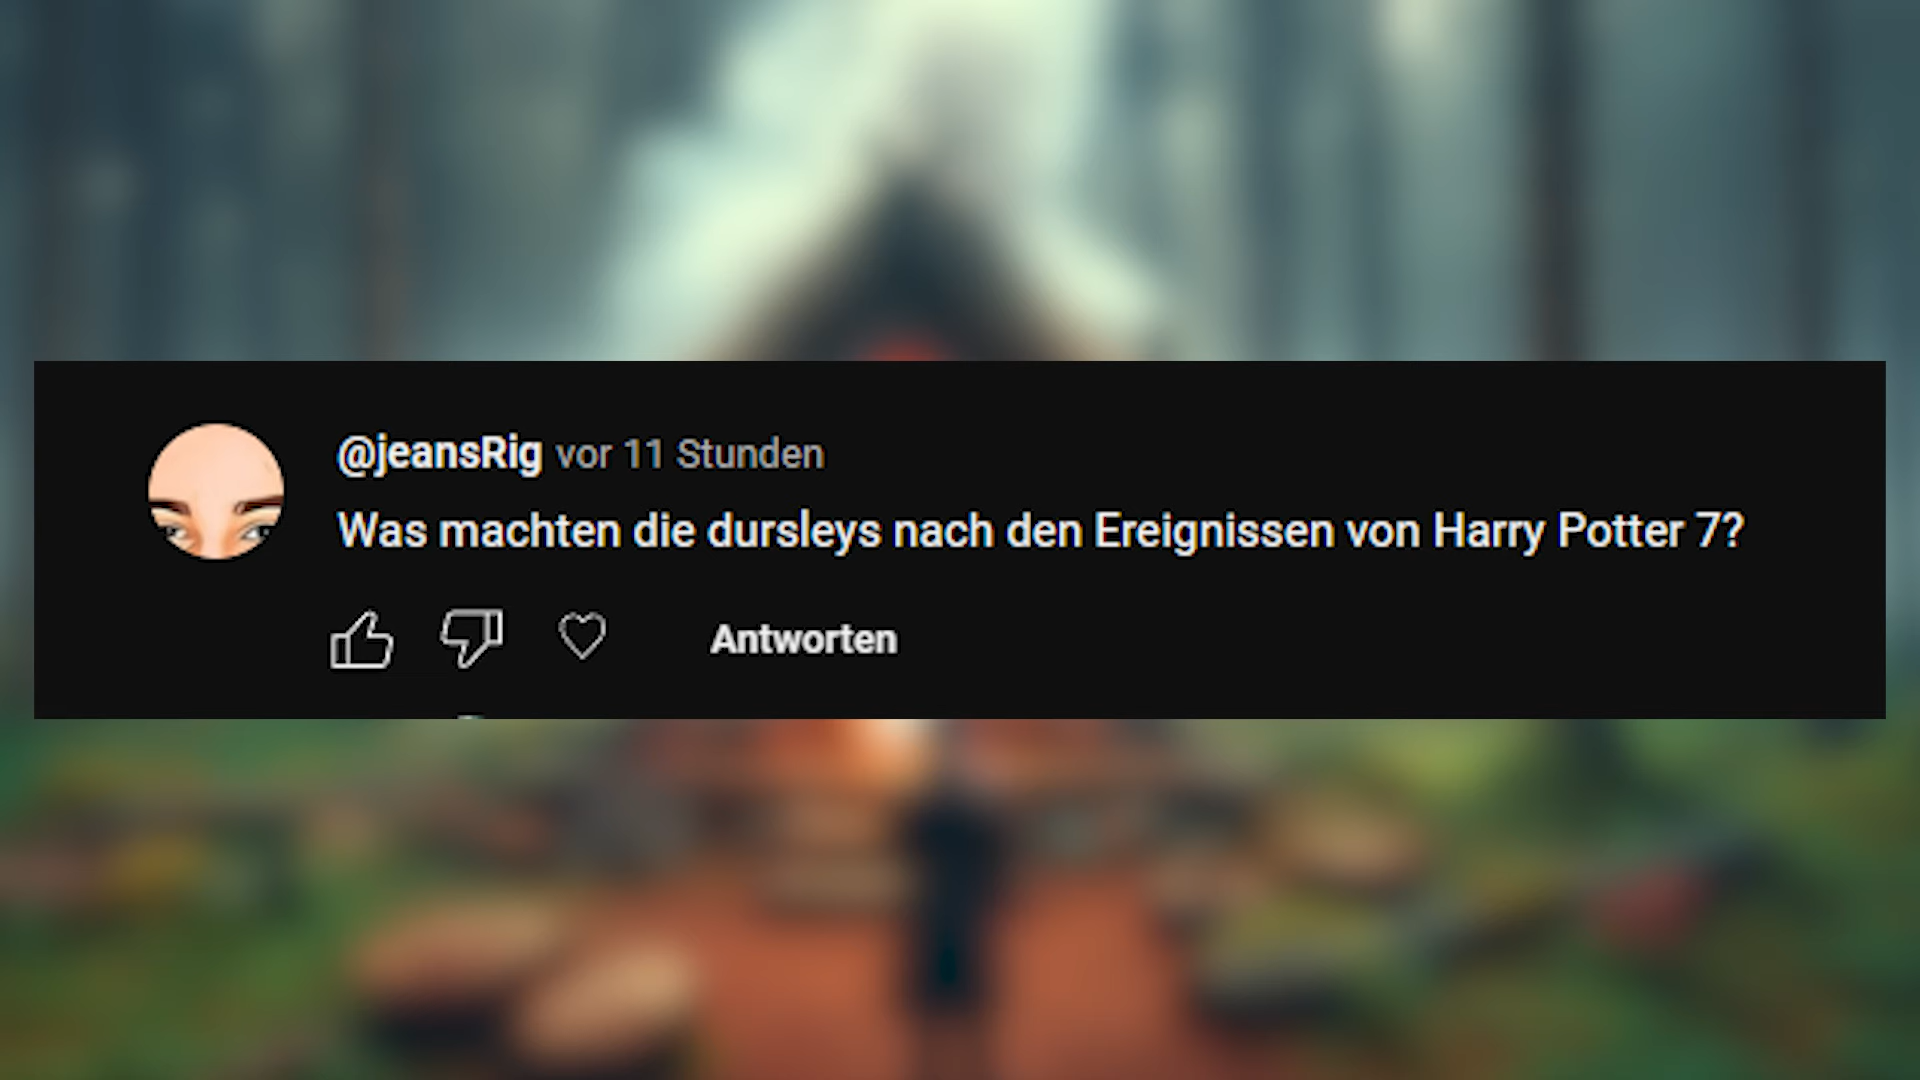 @jeansRig vor 11 Stunden
Was machten die dursleys nach den Ereignissen von Harry Potter 7?
Antworten